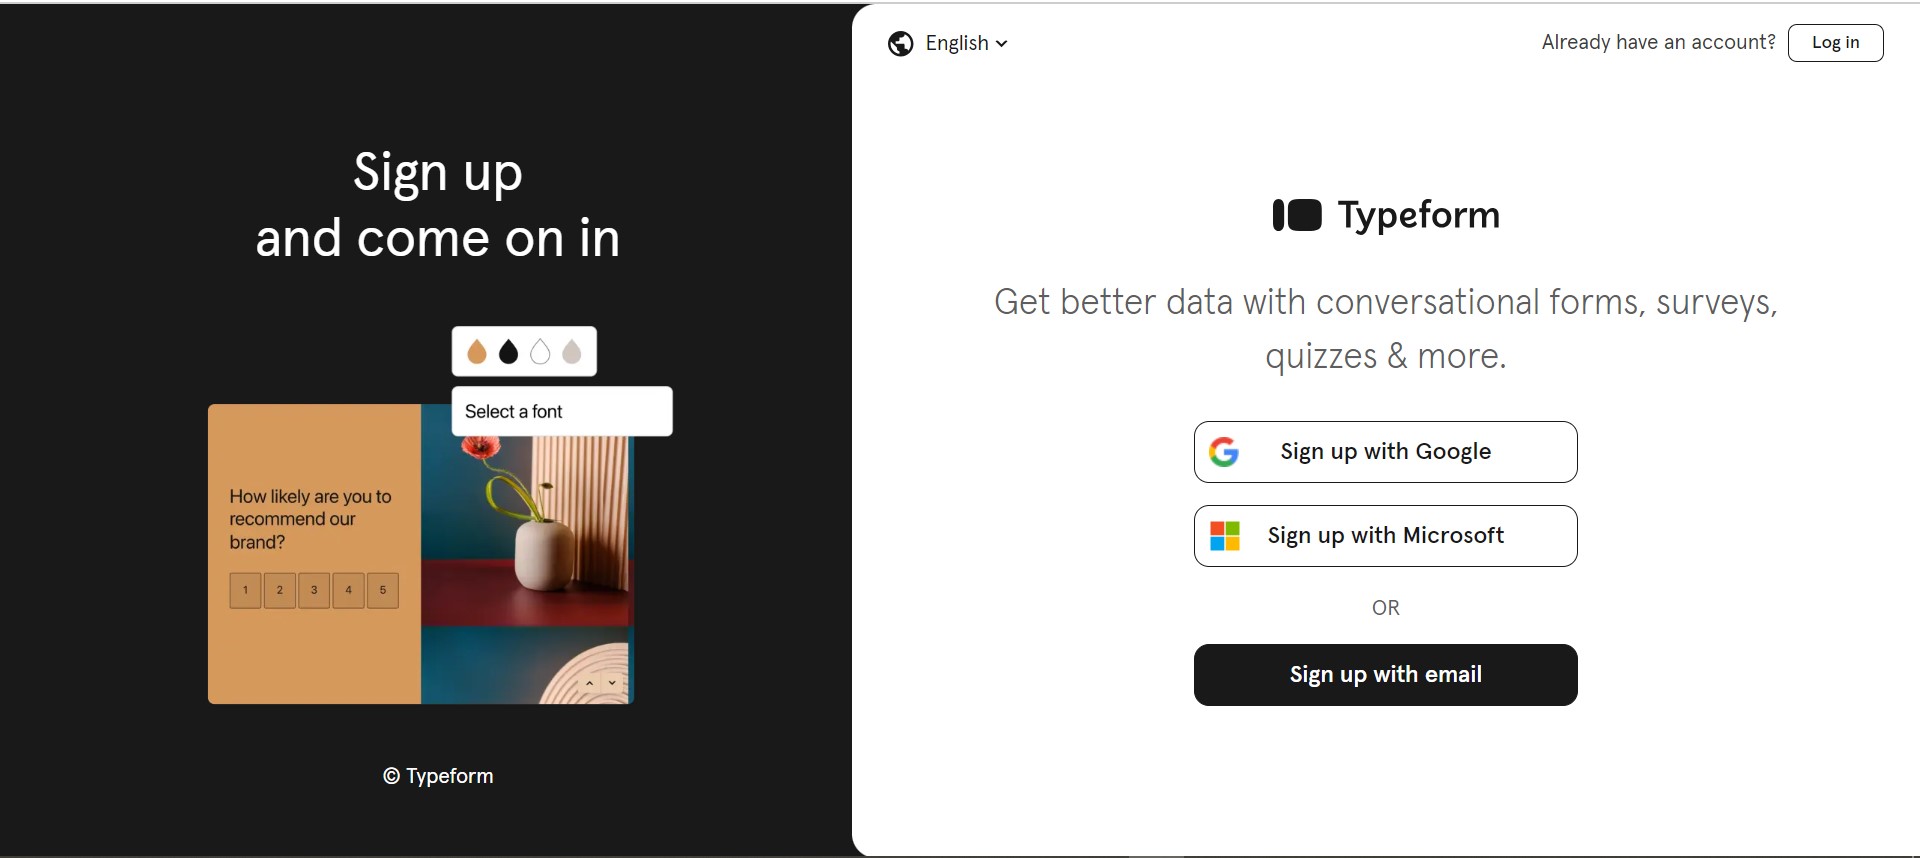 Sign up
and come on in
Select a font
How likely are you to
recommend our
brand?
1 2 3 4 5
© Typeform
English
Already have an account? Log in
Typeform
Get better data with conversational forms, surveys,
quizzes & more.
Sign up with Google
Sign up with Microsoft
OR
Sign up with email